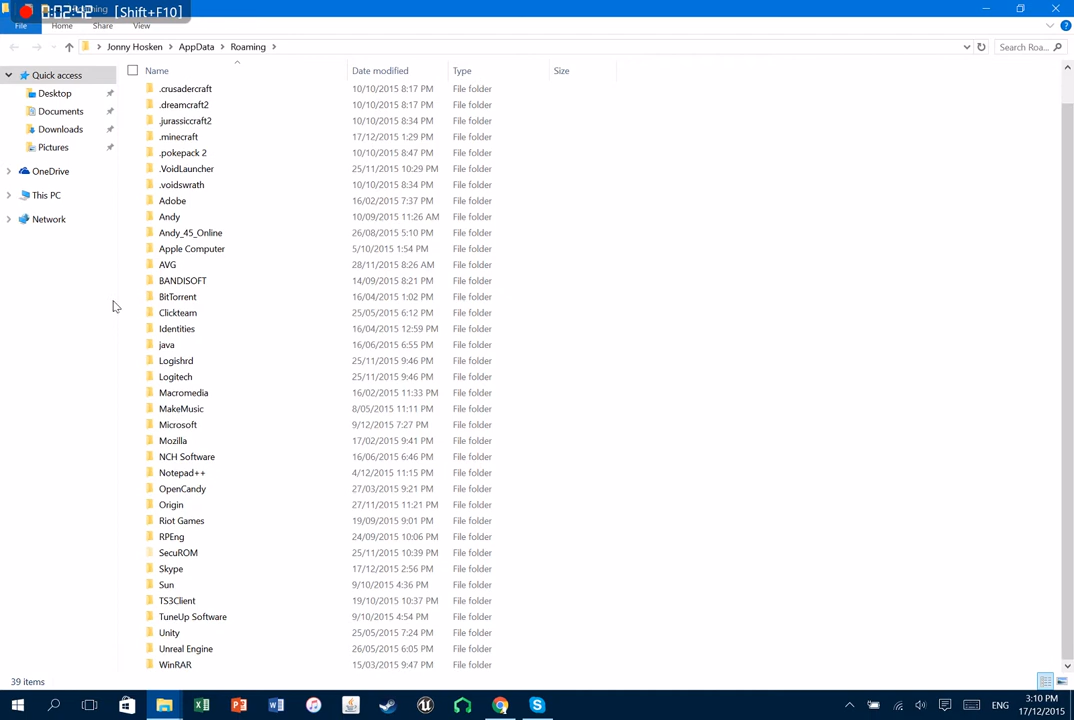 0:02:42 [Shift+F10]
File Home Share View
Jonny Hosken > AppData > Roaming > Search Roa...
Name Date modified Type Size
Quick access
Desktop
Documents
Downloads
Pictures
OneDrive
This PC
Network
.crusadercraft 10/10/2015 8:17 PM File folder
.dreamcraft2 10/10/2015 8:17 PM File folder
.jurassiccraft2 10/10/2015 8:34 PM File folder
.minecraft 17/12/2015 1:29 PM File folder
.pokepack 2 10/10/2015 8:47 PM File folder
.VoidLauncher 25/11/2015 10:29 PM File folder
.voidswrath 10/10/2015 8:34 PM File folder
Adobe 16/02/2015 7:37 PM File folder
Andy 10/09/2015 11:26 AM File folder
Andy_45_Online 26/08/2015 5:10 PM File folder
Apple Computer 5/10/2015 1:54 PM File folder
AVG 28/11/2015 8:26 AM File folder
BANDISOFT 14/09/2015 8:21 PM File folder
BitTorrent 16/04/2015 1:02 PM File folder
Clickteam 25/05/2015 6:12 PM File folder
Identities 16/04/2015 12:59 PM File folder
java 16/06/2015 6:55 PM File folder
Logishrd 25/11/2015 9:46 PM File folder
Logitech 25/11/2015 9:46 PM File folder
Macromedia 16/02/2015 11:33 PM File folder
MakeMusic 8/05/2015 11:11 PM File folder
Microsoft 9/12/2015 7:27 PM File folder
Mozilla 17/02/2015 9:41 PM File folder
NCH Software 16/06/2015 6:46 PM File folder
Notepad++ 4/12/2015 11:15 PM File folder
OpenCandy 27/03/2015 9:21 PM File folder
Origin 27/11/2015 11:21 PM File folder
Riot Games 19/09/2015 9:01 PM File folder
RPEng 24/09/2015 10:06 PM File folder
SecuROM 25/11/2015 10:39 PM File folder
Skype 17/12/2015 2:56 PM File folder
Sun 9/10/2015 4:36 PM File folder
TS3Client 19/10/2015 10:37 PM File folder
TuneUp Software 9/10/2015 4:54 PM File folder
Unity 25/05/2015 7:24 PM File folder
Unreal Engine 26/05/2015 6:05 PM File folder
WinRAR 15/03/2015 9:47 PM File folder
39 items
ENG 3:10 PM
17/12/2015